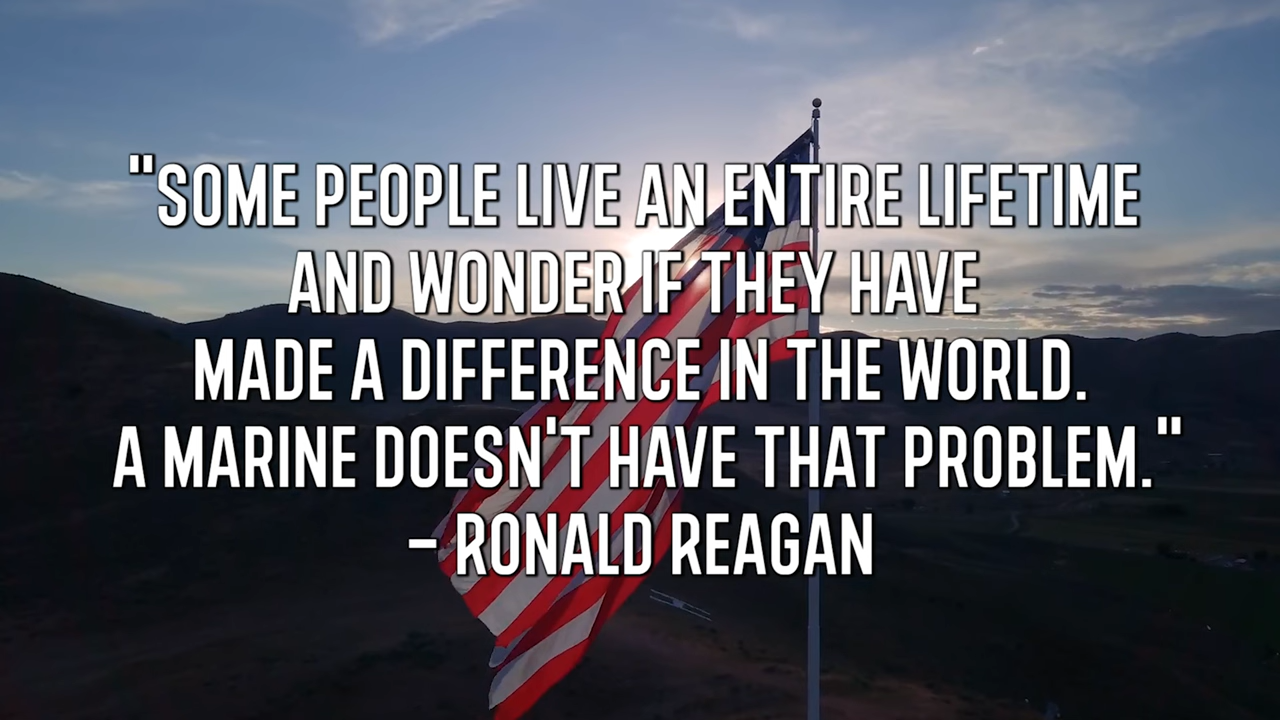 "SOME PEOPLE LIVE AN ENTIRE LIFETIME
AND WONDER IF THEY HAVE
MADE A DIFFERENCE IN THE WORLD.
A MARINE DOESN'T HAVE THAT PROBLEM."
– RONALD REAGAN